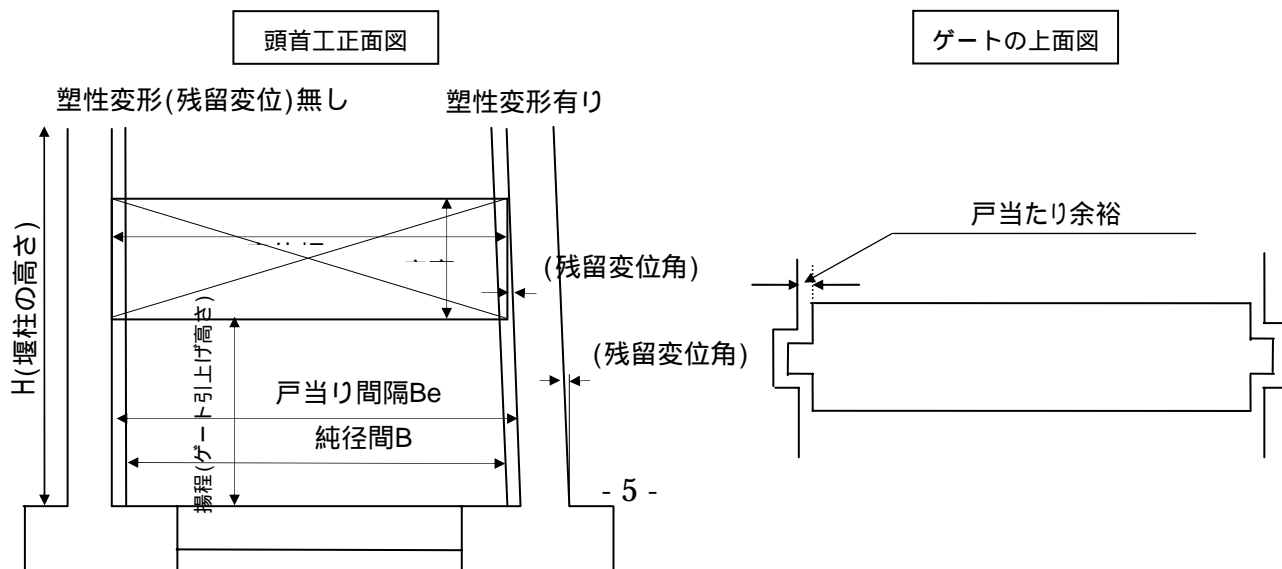 頭首工正面図
ゲートの上面図
塑性変形(残留変位)無し
塑性変形有り
戸当たり余裕
H(堰柱の高さ)
(残留変位角)
(残留変位角)
揚程(ゲート引上げ高さ)
戸当り間隔Be
純径間B
- 5 -